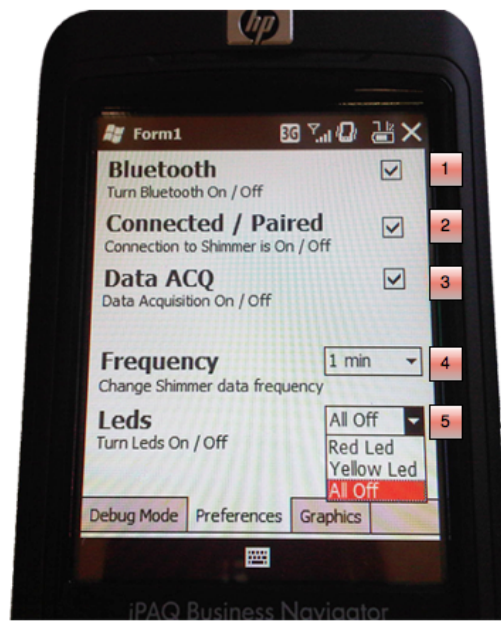 hp
Form1 3G
Bluetooth 1
Turn Bluetooth On / Off
Connected / Paired 2
Connection to Shimmer is On / Off
Data ACQ 3
Data Acquisition On / Off
Frequency 1 min 4
Change Shimmer data frequency
Leds All Off 5
Turn Leds On / Off
Red Led
Yellow Led
All Off
Debug Mode Preferences Graphics
iPAQ Business Navigator